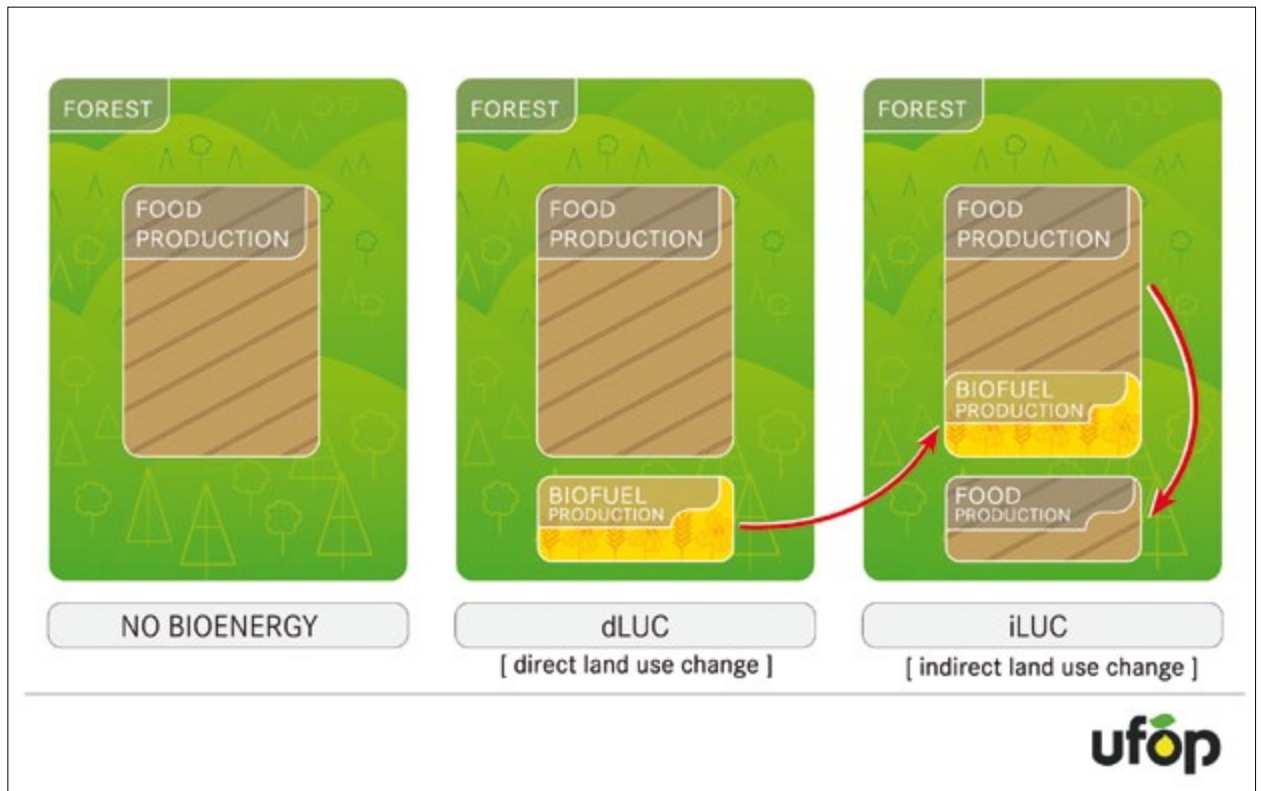 FOREST
FOOD
PRODUCTION
NO BIOENERGY
FOREST
FOOD
PRODUCTION
BIOFUEL
PRODUCTION
dLUC
[ direct land use change ]
FOREST
FOOD
PRODUCTION
BIOFUEL
PRODUCTION
FOOD
PRODUCTION
iLUC
[ indirect land use change ]
ufop